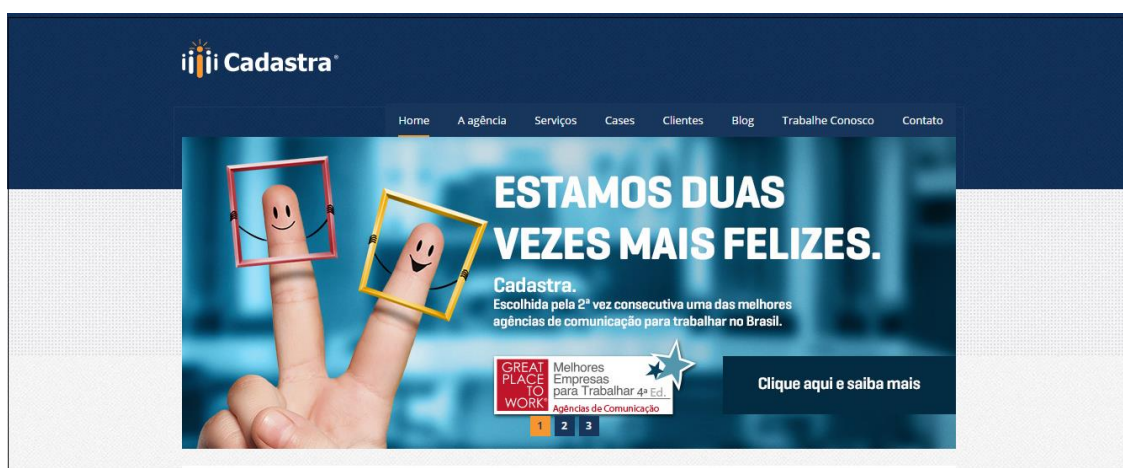 Cadastra®
Home A agência Serviços Cases Clientes Blog Trabalhe Conosco Contato
ESTAMOS DUAS
VEZES MAIS FELIZES.
Cadastra.
Escolhida pela 2ª vez consecutiva uma das melhores
agências de comunicação para trabalhar no Brasil.
GREAT
PLACE
TO
WORK®
Melhores
Empresas
para Trabalhar 4ª Ed.
Agências de Comunicação
Clique aqui e saiba mais
1 2 3